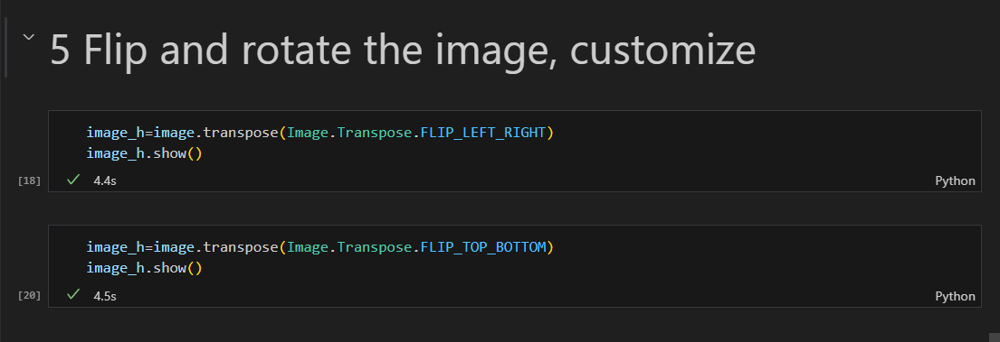 5 Flip and rotate the image, customize
image_h=image.transpose(Image.Transpose.FLIP_LEFT_RIGHT)
image_h.show()
[18] 4.4s Python
image_h=image.transpose(Image.Transpose.FLIP_TOP_BOTTOM)
image_h.show()
[20] 4.5s Python